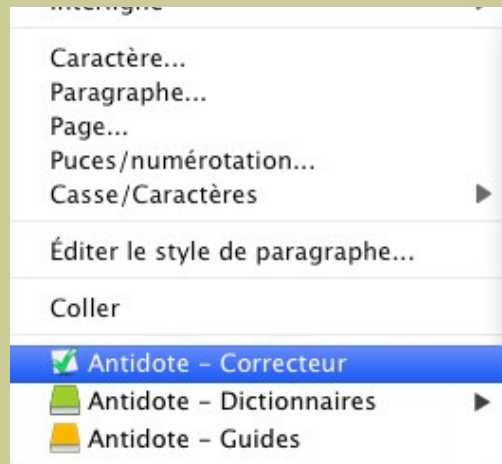 Interligne
Caractère...
Paragraphe...
Page...
Puces/numérotation...
Casse/Caractères
Éditer le style de paragraphe...
Coller
Antidote – Correcteur
Antidote – Dictionnaires
Antidote – Guides